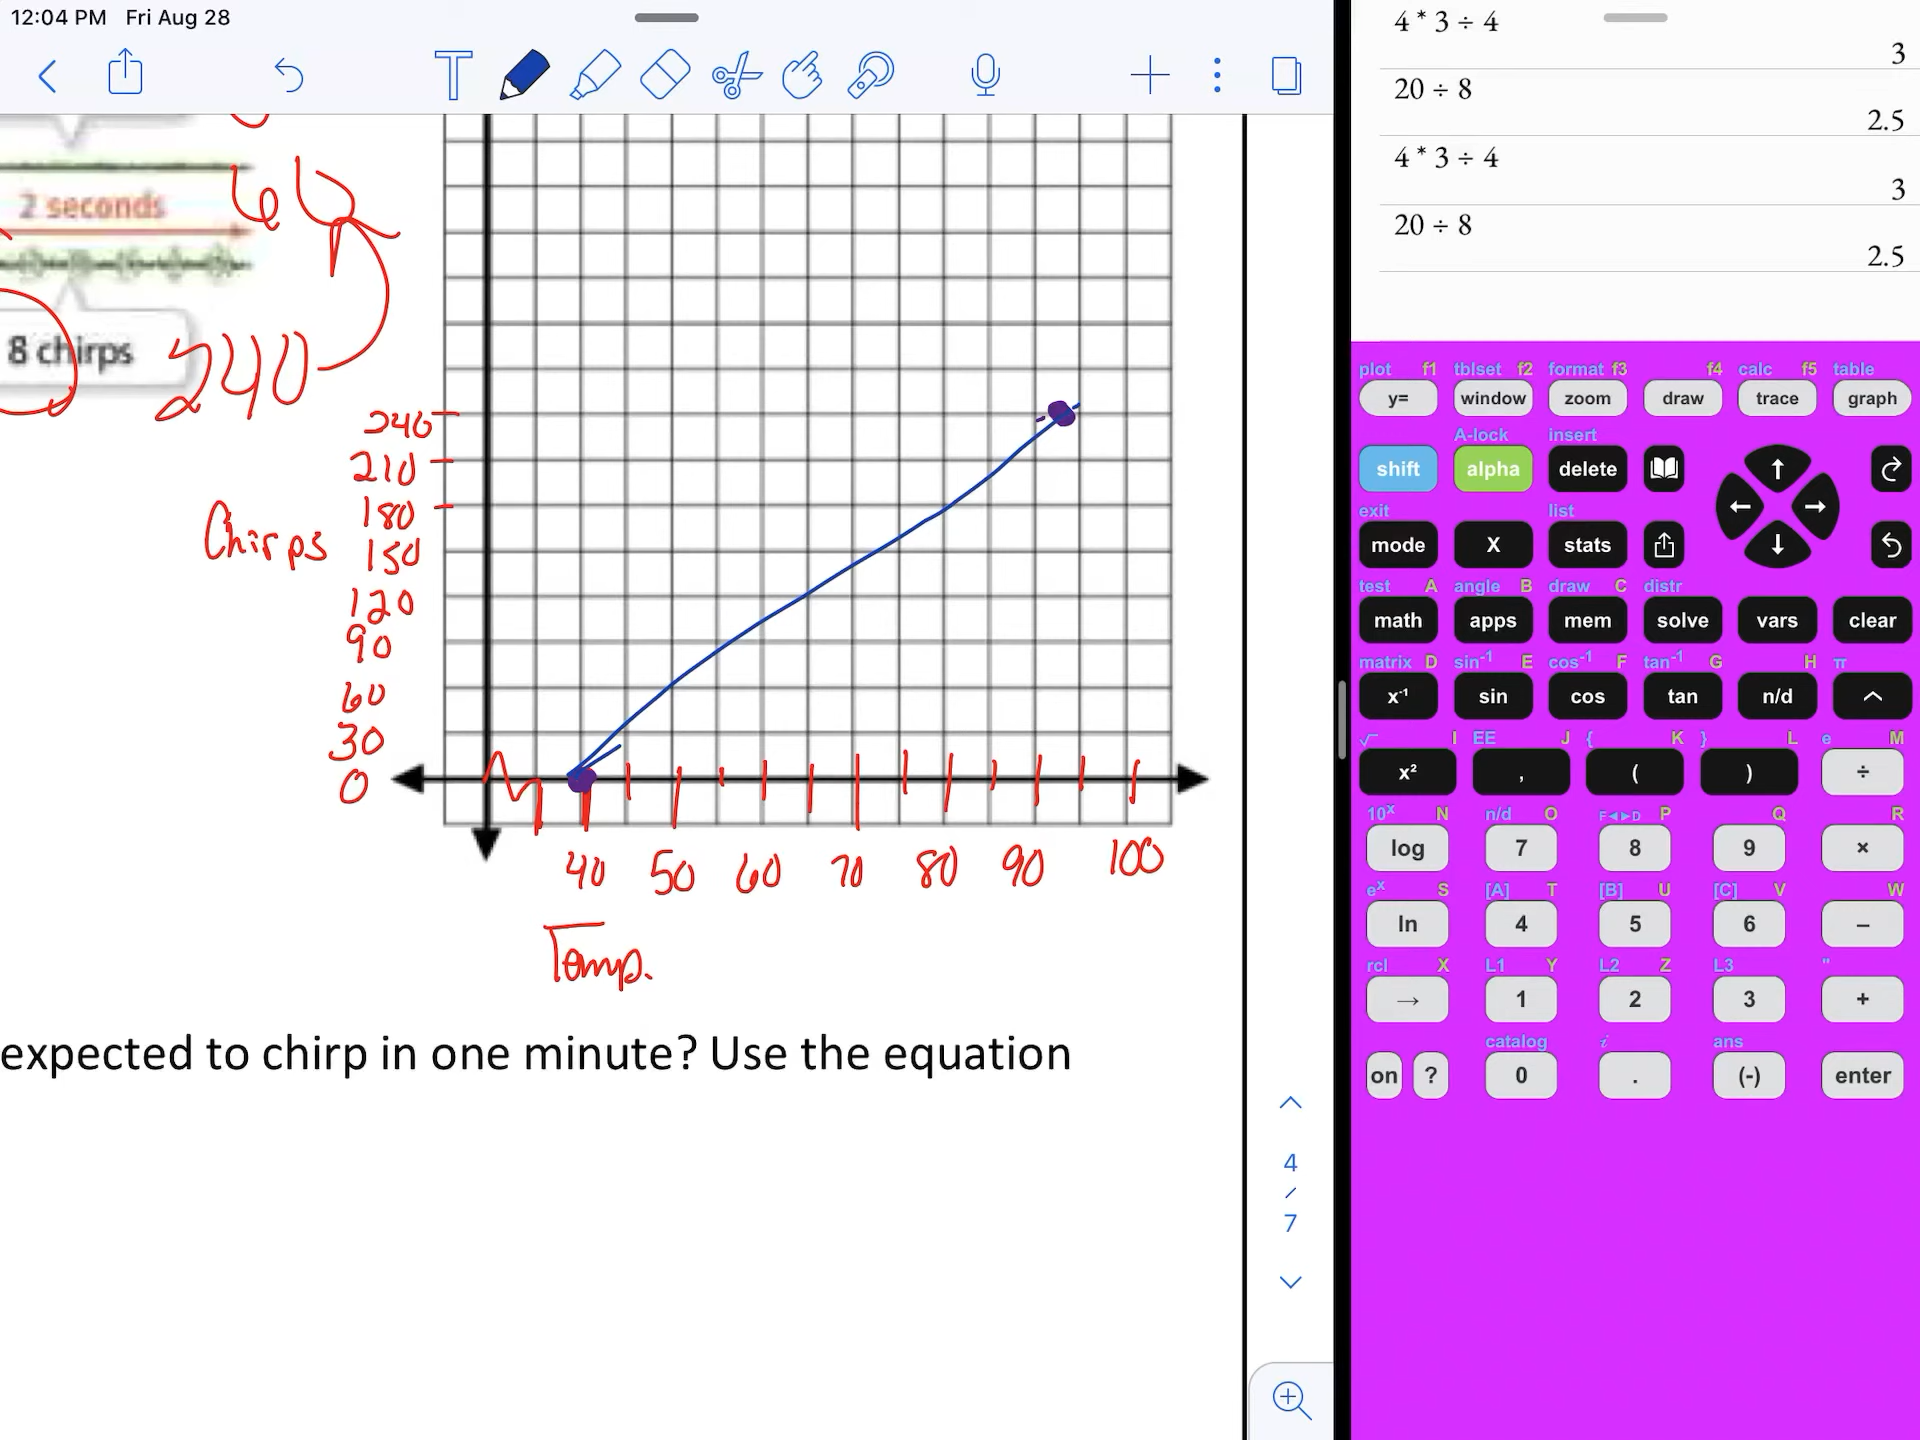 12:04 PM Fri Aug 28
2 seconds
8 chirps
240
240
210
180
Chirps
150
120
90
60
30
0
40 50 60 70 80 90 100
Temp.
expected to chirp in one minute? Use the equation
4
/
7
4 * 3 ÷ 4
3
20 ÷ 8
2.5
4 * 3 ÷ 4
3
20 ÷ 8
2.5
plot f1 tblset f2 format f3 f4 calc f5 table
y= window zoom draw trace graph
A-lock insert
shift alpha delete
exit list
mode X stats
test A angle B draw C distr
math apps mem solve vars clear
matrix D sin⁻¹ E cos⁻¹ F tan⁻¹ G H π
x⁻¹ sin cos tan n/d ^
√ I EE J { K } L e M
x² , ( ) ÷
10ˣ N n/d O F◄►D P Q R
log 7 8 9 ×
eˣ S [A] T [B] U [C] V W
ln 4 5 6 −
rcl X L1 Y L2 Z L3 "
→ 1 2 3 +
catalog i ans
on ? 0 . (-) enter